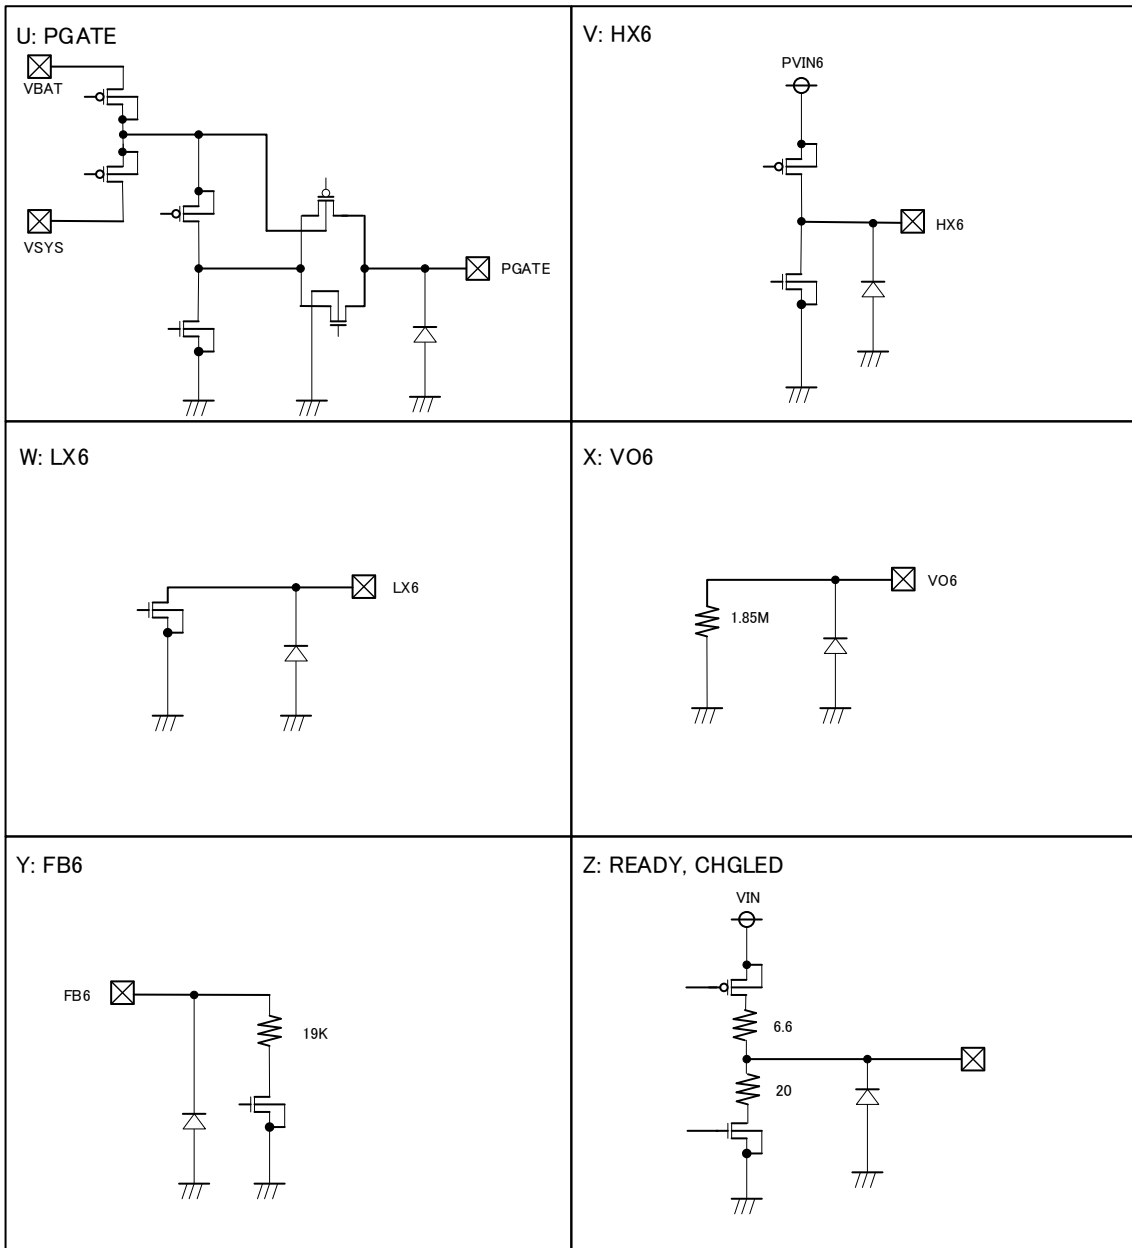 U: PGATE
VBAT
VSYS
PGATE
V: HX6
PVIN6
HX6
W: LX6
LX6
X: VO6
1.85M
VO6
Y: FB6
FB6
19K
Z: READY, CHGLED
VIN
6.6
20